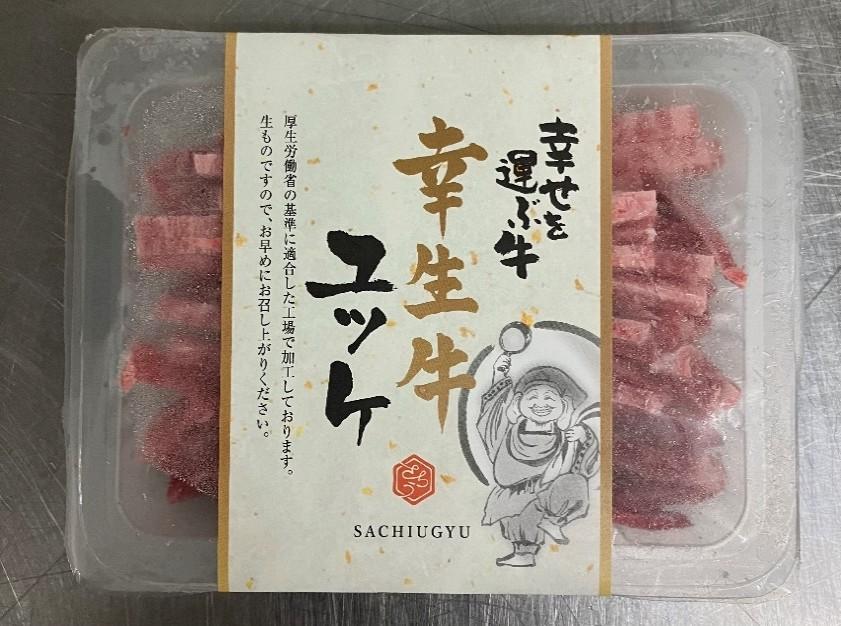 幸せを
運ぶ牛
幸生牛
ユッケ
厚生労働省の基準に適合した工場で加工しております。
生ものですので、お早めにお召し上がりください。
SACHIUGYU